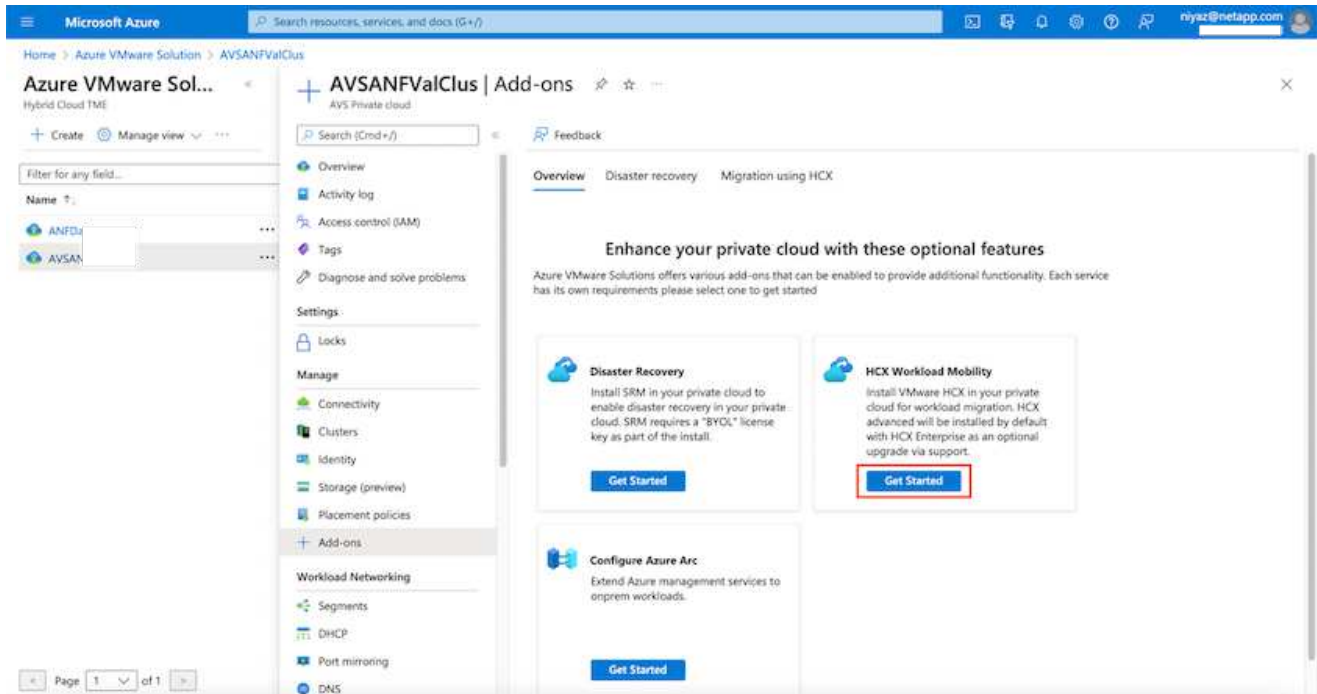 Microsoft Azure
Search resources, services, and docs (G+/)
niyaz@netapp.com
Home > Azure VMware Solution > AVSANFValClus
Azure VMware Sol...
Hybrid Cloud TME
Create
Manage view
Filter for any field...
Name
ANFDa
AVSAN
Page 1 of 1
AVSANFValClus | Add-ons
AVS Private cloud
Search (Cmd+/)
Overview
Activity log
Access control (IAM)
Tags
Diagnose and solve problems
Settings
Locks
Manage
Connectivity
Clusters
Identity
Storage (preview)
Placement policies
Add-ons
Workload Networking
Segments
DHCP
Port mirroring
DNS
Feedback
Overview Disaster recovery Migration using HCX
Enhance your private cloud with these optional features
Azure VMware Solutions offers various add-ons that can be enabled to provide additional functionality. Each service
has its own requirements please select one to get started
Disaster Recovery
Install SRM in your private cloud to
enable disaster recovery in your private
cloud. SRM requires a "BYOL" license
key as part of the install.
Get Started
HCX Workload Mobility
Install VMware HCX in your private
cloud for workload migration. HCX
advanced will be installed by default
with HCX Enterprise as an optional
upgrade via support.
Get Started
Configure Azure Arc
Extend Azure management services to
onprem workloads.
Get Started